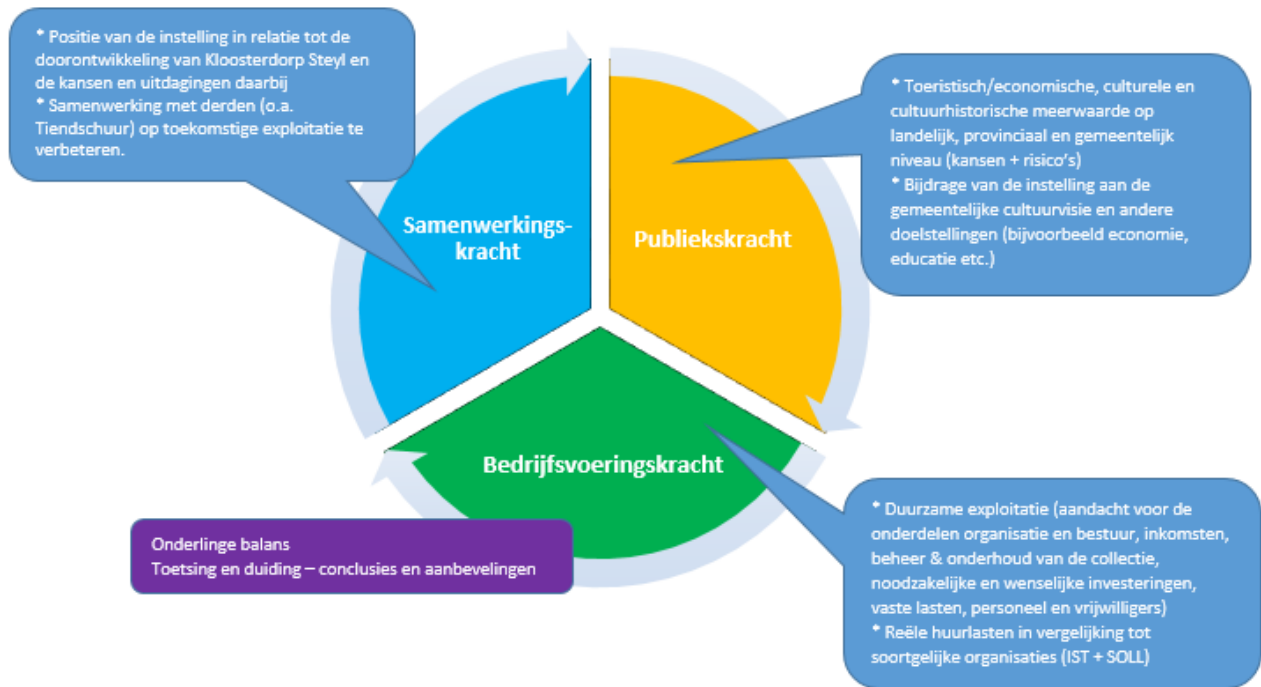 * Positie van de instelling in relatie tot de
doorontwikkeling van Kloosterdorp Steyl en
de kansen en uitdagingen daarbij
* Samenwerking met derden (o.a.
Tiendschuur) op toekomstige exploitatie te
verbeteren.
* Toeristisch/economische, culturele en
cultuurhistorische meerwaarde op
landelijk, provinciaal en gemeentelijk
niveau (kansen + risico's)
* Bijdrage van de instelling aan de
gemeentelijke cultuurvisie en andere
doelstellingen (bijvoorbeeld economie,
educatie etc.)
Samenwerkings-
kracht
Publiekskracht
Bedrijfsvoeringskracht
Onderlinge balans
Toetsing en duiding – conclusies en aanbevelingen
* Duurzame exploitatie (aandacht voor de
onderdelen organisatie en bestuur, inkomsten,
beheer & onderhoud van de collectie,
noodzakelijke en wenselijke investeringen,
vaste lasten, personeel en vrijwilligers)
* Reële huurlasten in vergelijking tot
soortgelijke organisaties (IST + SOLL)